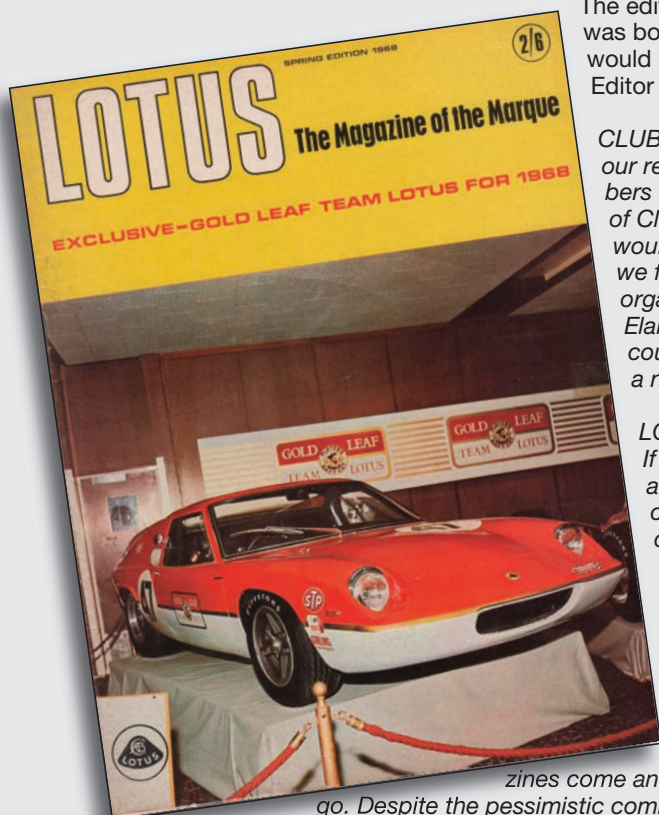 SPRING EDITION 1968
2/6
LOTUS
The Magazine of the Marque
EXCLUSIVE-GOLD LEAF TEAM LOTUS FOR 1968
GOLD LEAF
TEAM LOTUS
GOLD LEAF
TEAM LOTUS
47
STP
FIRESTONE
LOTUS
The edi
was bo
would
Editor
CLUB
our re
bers
of Cl
woul
we f
orga
Elar
cou
a n
LO
If
a
zines come an
go. Despite the pessimistic com